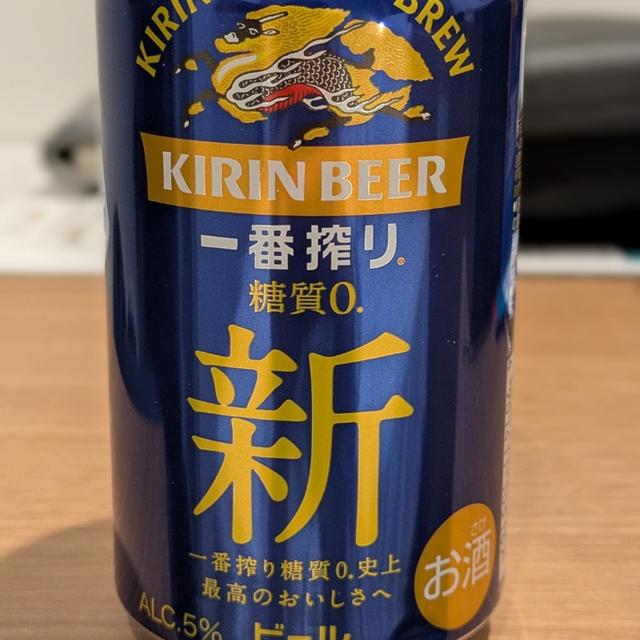 KIRIN BREW
KIRIN BEER
一番搾り.
糖質0.
新
一番搾り糖質0.史上
最高のおいしさへ
さけ
お酒
ALC.5%
ビール